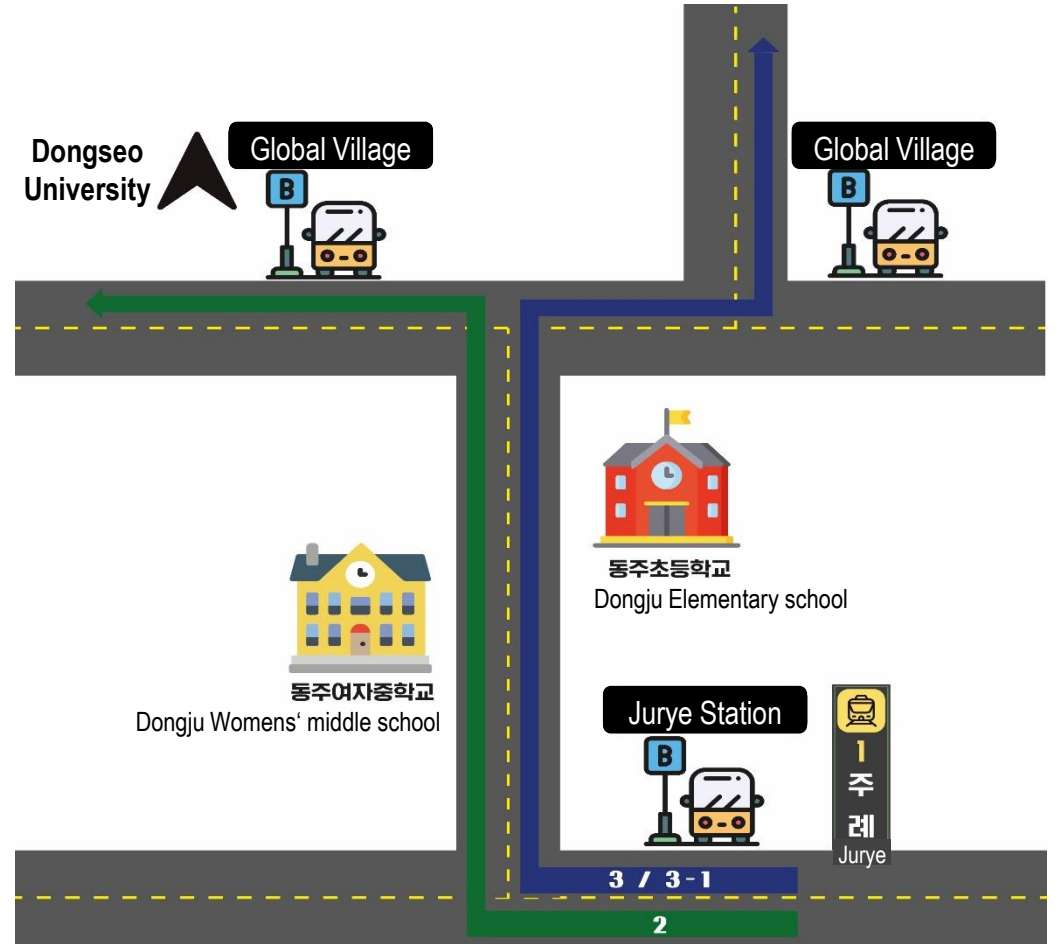 Dongseo
University
Global Village
B
Global Village
B
동주초등학교
Dongju Elementary school
동주여자중학교
Dongju Womens‘ middle school
Jurye Station
B
1
주
례
Jurye
3 / 3-1
2